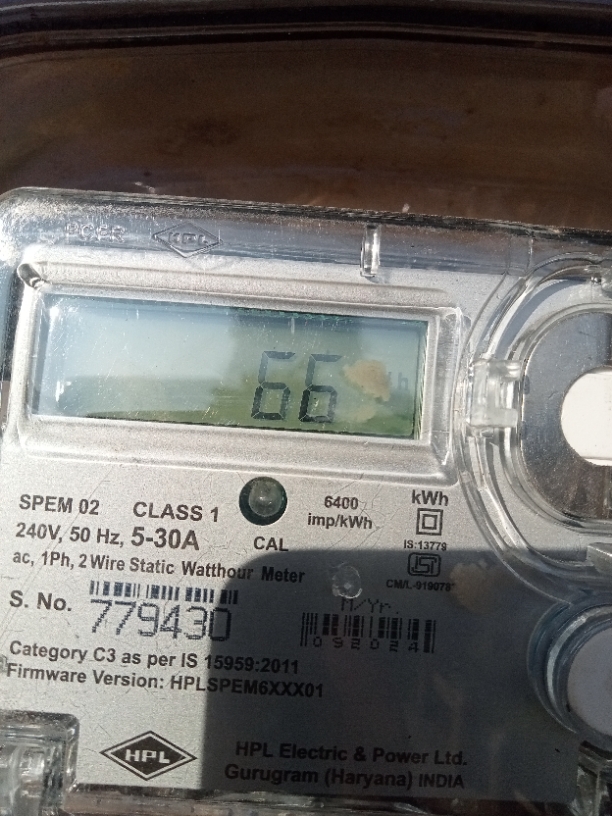 HPL
66
SPEM 02 CLASS 1 6400 kWh
240V, 50 Hz, 5-30A imp/kWh
CAL IS:13779
ac, 1Ph, 2 Wire Static Watthour Meter
ISI
S. No. 779430 M/Yr.
092024
Category C3 as per IS 15959:2011
Firmware Version: HPLSPEM6XXX01
HPL HPL Electric & Power Ltd.
Gurugram (Haryana) INDIA